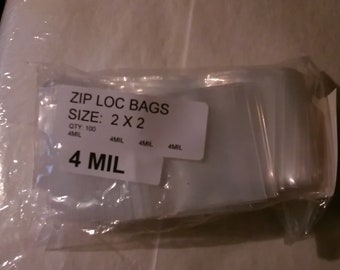 ZIP LOC BAGS
SIZE: 2 X 2
QTY 100
4MIL 4MIL 4MIL 4MIL
4 MIL